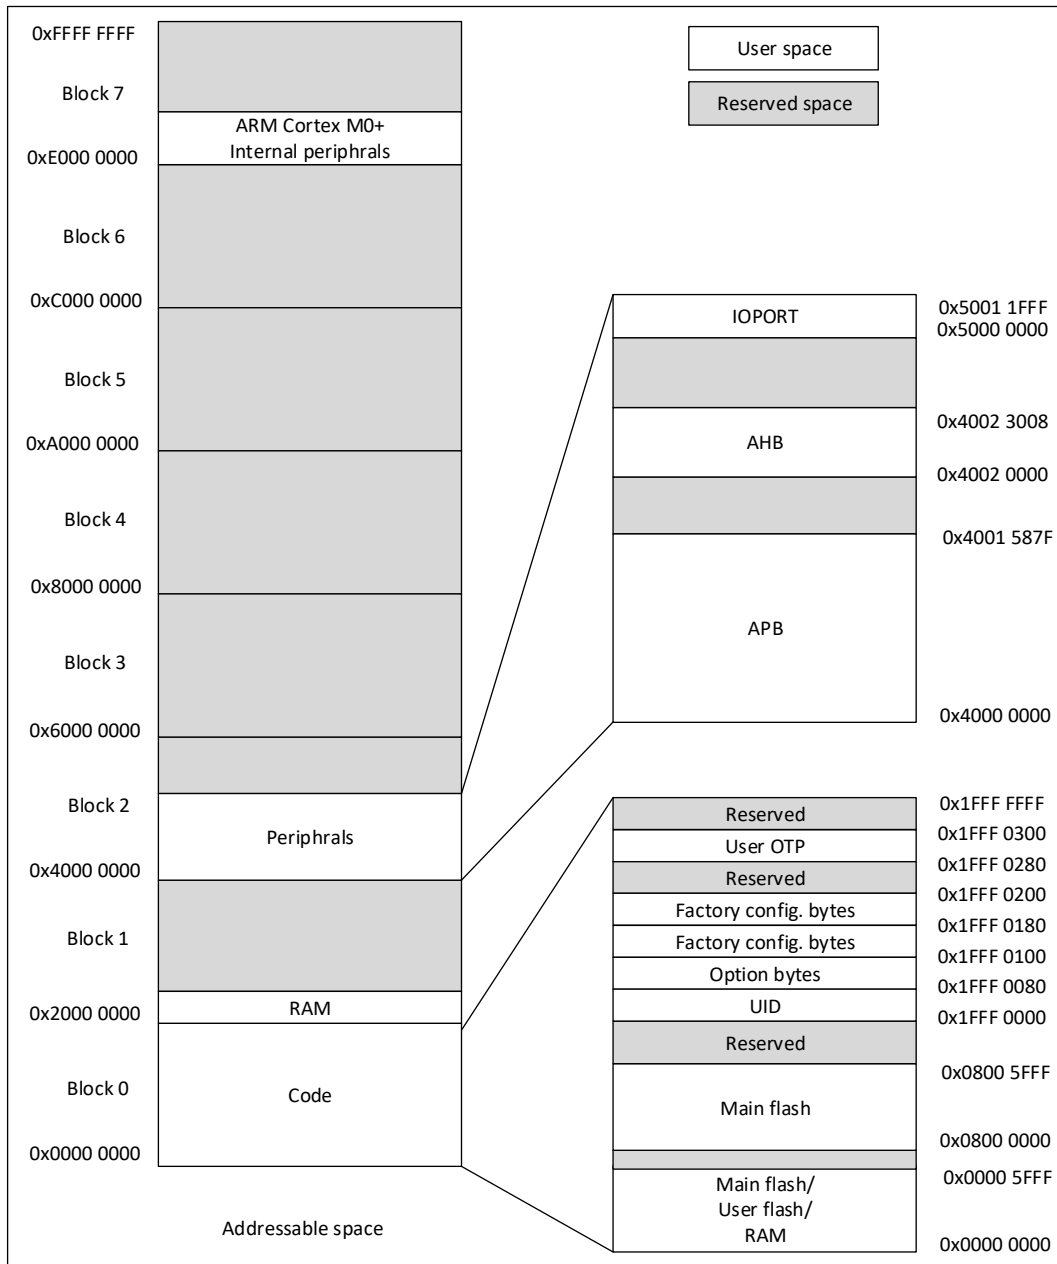 0xFFFF FFFF
Block 7
ARM Cortex M0+
Internal periphrals
0xE000 0000
Block 6
0xC000 0000
Block 5
0xA000 0000
Block 4
0x8000 0000
Block 3
0x6000 0000
Block 2
Periphrals
0x4000 0000
Block 1
RAM
0x2000 0000
Block 0
Code
0x0000 0000
Addressable space
User space
Reserved space
IOPORT
0x5001 1FFF
0x5000 0000
AHB
0x4002 3008
0x4002 0000
0x4001 587F
APB
0x4000 0000
Reserved
0x1FFF FFFF
0x1FFF 0300
User OTP
0x1FFF 0280
Reserved
0x1FFF 0200
Factory config. bytes
0x1FFF 0180
Factory config. bytes
0x1FFF 0100
Option bytes
0x1FFF 0080
UID
0x1FFF 0000
Reserved
0x0800 5FFF
Main flash
0x0800 0000
0x0000 5FFF
Main flash/
User flash/
RAM
0x0000 0000